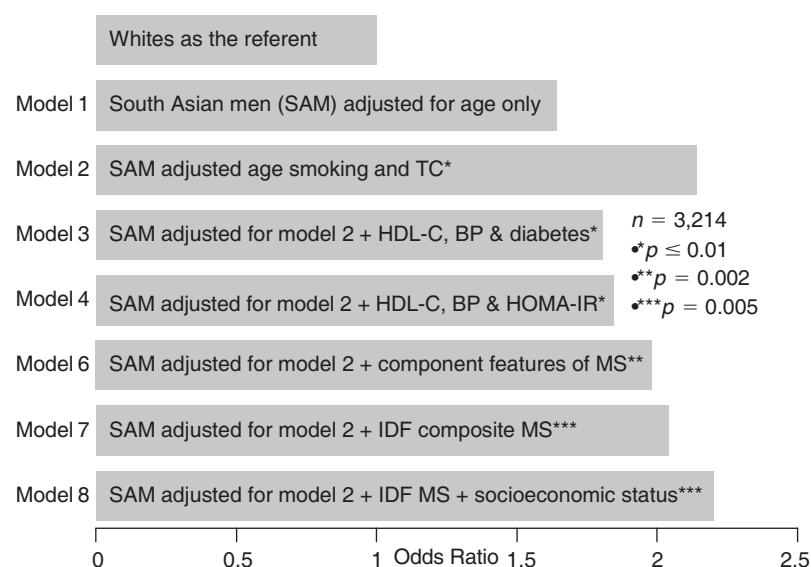 Whites as the referent
Model 1 South Asian men (SAM) adjusted for age only
Model 2 SAM adjusted age smoking and TC*
Model 3 SAM adjusted for model 2 + HDL-C, BP & diabetes*
n = 3,214
•*p ≤ 0.01
•**p = 0.002
•***p = 0.005
Model 4 SAM adjusted for model 2 + HDL-C, BP & HOMA-IR*
Model 6 SAM adjusted for model 2 + component features of MS**
Model 7 SAM adjusted for model 2 + IDF composite MS***
Model 8 SAM adjusted for model 2 + IDF MS + socioeconomic status***
0 0.5 1 Odds Ratio 1.5 2 2.5